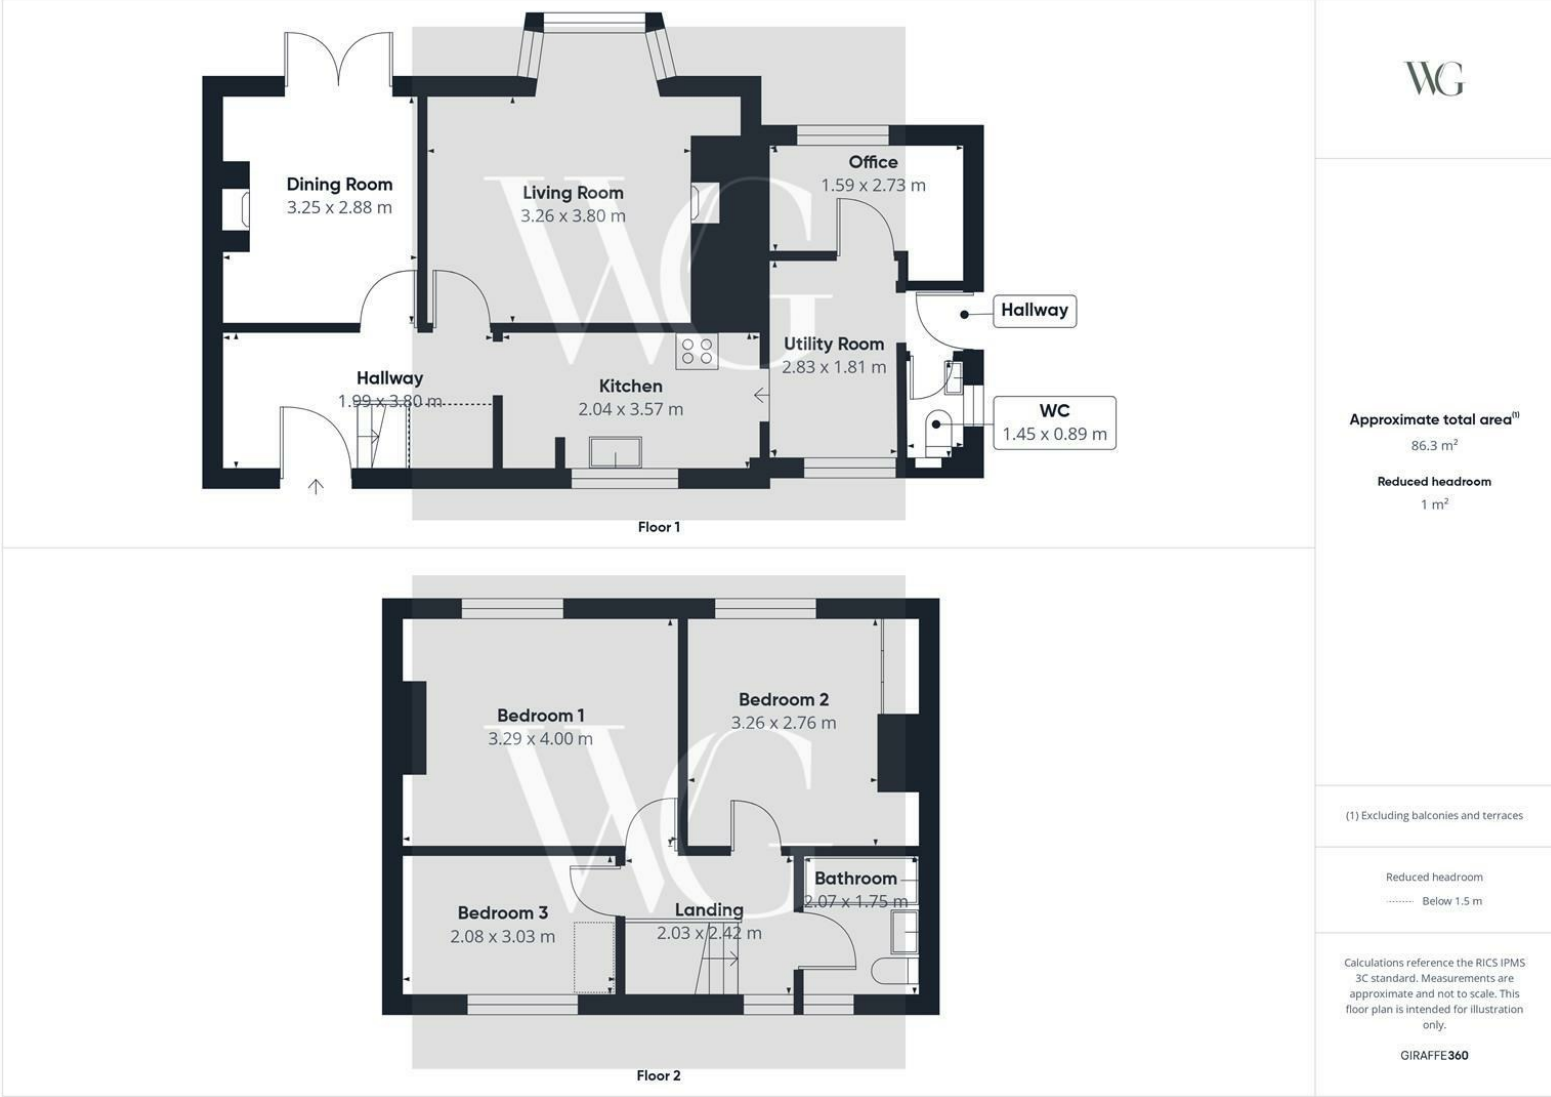 WG
Dining Room
3.25 x 2.88 m
Living Room
3.26 x 3.80 m
Office
1.59 x 2.73 m
Hallway
Utility Room
2.83 x 1.81 m
Hallway
1.99 x 3.80 m
Kitchen
2.04 x 3.57 m
WC
1.45 x 0.89 m
WG
Floor 1
Bedroom 1
3.29 x 4.00 m
Bedroom 2
3.26 x 2.76 m
Bedroom 3
2.08 x 3.03 m
Landing
2.03 x 2.42 m
Bathroom
2.07 x 1.75 m
WG
Floor 2
Approximate total area(1)
86.3 m²
Reduced headroom
1 m²
(1) Excluding balconies and terraces
Reduced headroom
Below 1.5 m
Calculations reference the RICS IPMS
3C standard. Measurements are
approximate and not to scale. This
floor plan is intended for illustration
only.
GIRAFFE360